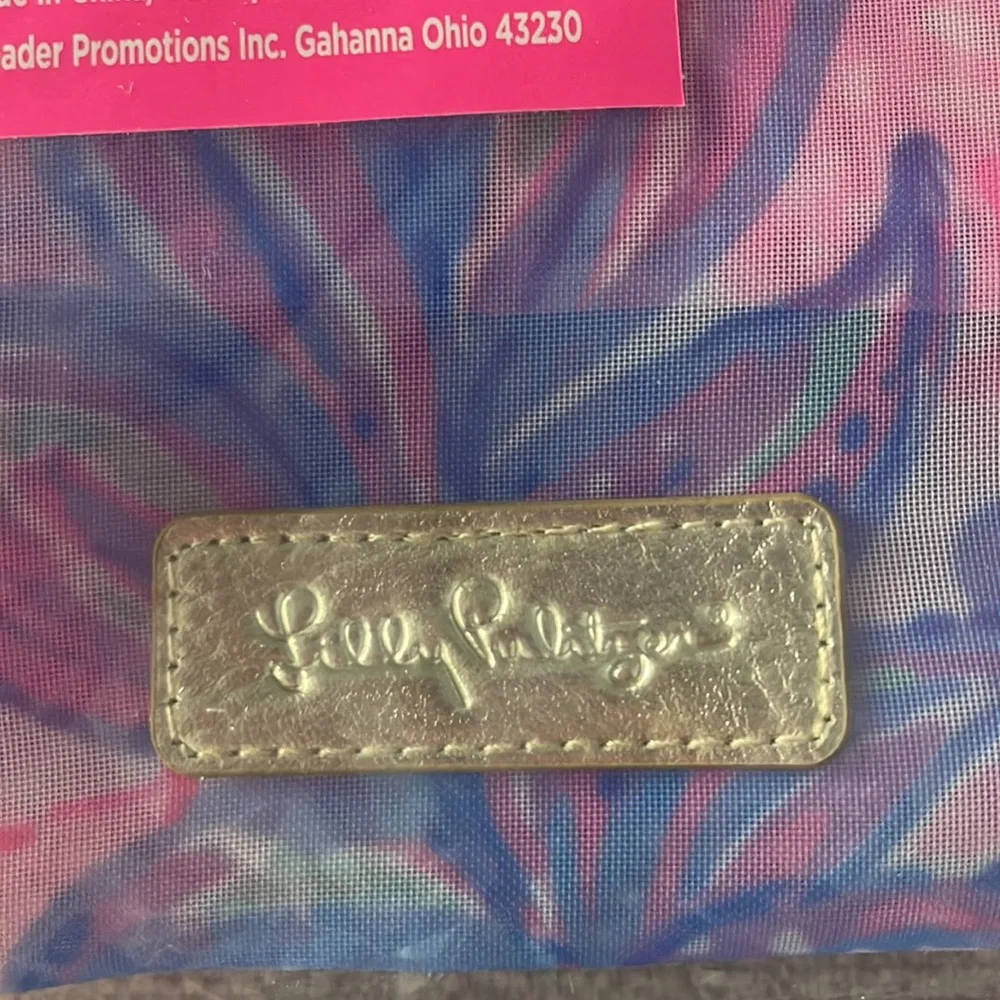 ader Promotions Inc. Gahanna Ohio 43230
Lilly Pulitzer